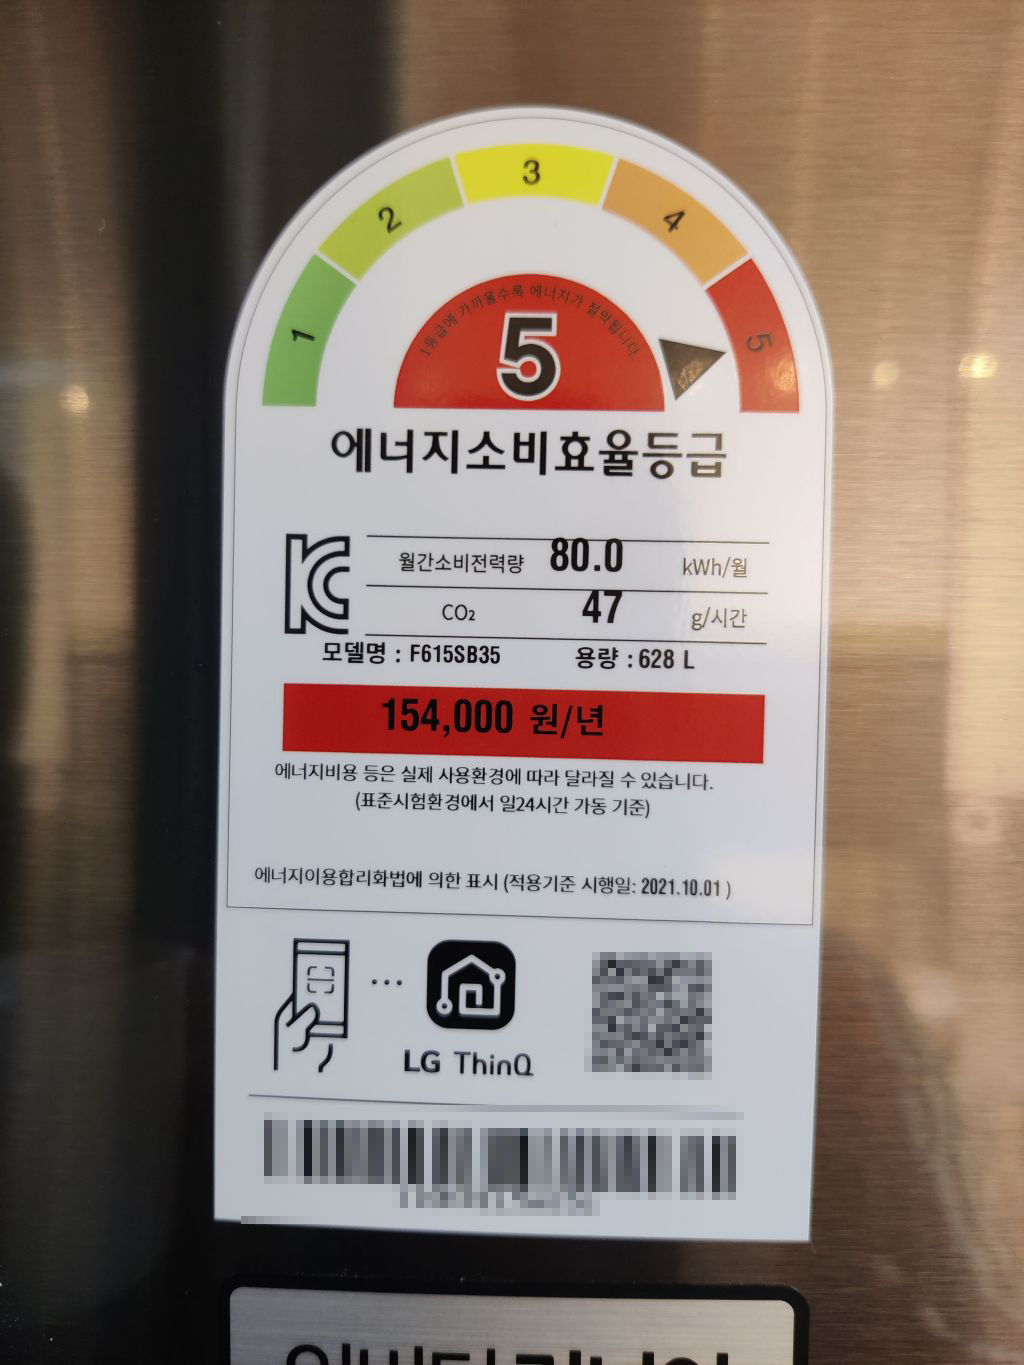 1 2 3 4 5
1등급에 가까울수록 에너지가 절약됩니다.
5
에너지소비효율등급
월간소비전력량 80.0 kWh/월
CO₂ 47 g/시간
모델명 : F615SB35 용량 : 628 L
154,000 원/년
에너지비용 등은 실제 사용환경에 따라 달라질 수 있습니다.
(표준시험환경에서 일24시간 가동 기준)
에너지이용합리화법에 의한 표시 (적용기준 시행일: 2021.10.01 )
LG ThinQ